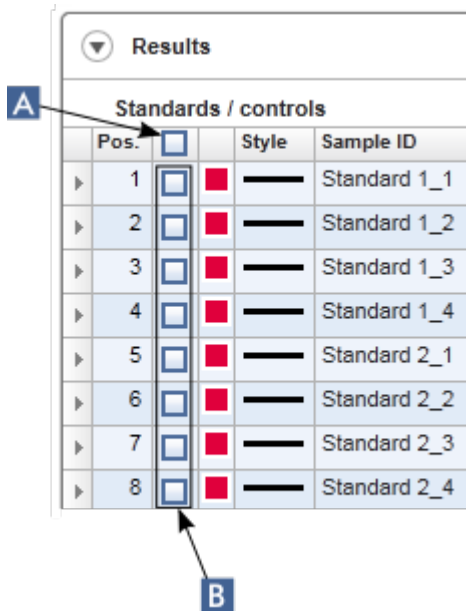 Results
A
Standards / controls
Pos. Style Sample ID
1 Standard 1_1
2 Standard 1_2
3 Standard 1_3
4 Standard 1_4
5 Standard 2_1
6 Standard 2_2
7 Standard 2_3
8 Standard 2_4
B